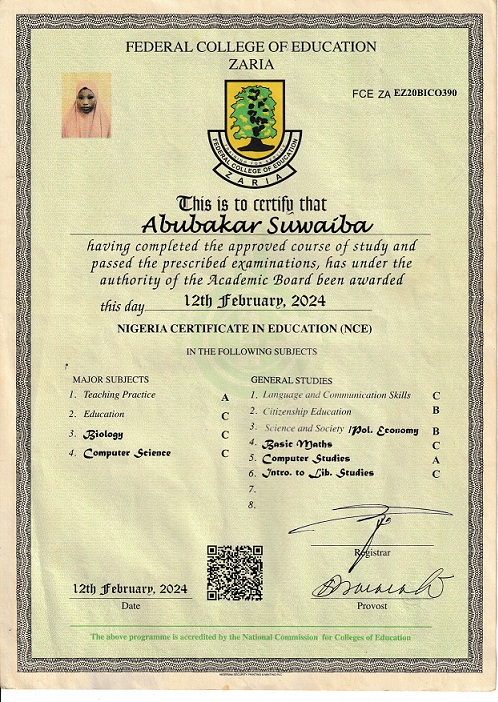 FEDERAL COLLEGE OF EDUCATION
ZARIA
FCE ZA EZ20BICO390
FEDERAL COLLEGE OF EDUCATION
ZARIA
This is to certify that
Abubakar Suwaiba
having completed the approved course of study and
passed the prescribed examinations, has under the
authority of the Academic Board been awarded
this day 12th February, 2024
NIGERIA CERTIFICATE IN EDUCATION (NCE)
IN THE FOLLOWING SUBJECTS
MAJOR SUBJECTS
1. Teaching Practice A
2. Education C
3. Biology C
4. Computer Science C
GENERAL STUDIES
1. Language and Communication Skills C
2. Citizenship Education B
3. Science and Society /Pol. Economy B
4. Basic Maths C
5. Computer Studies A
6. Intro. to Lib. Studies C
7.
8.
Registrar
12th February, 2024
Date
Provost
The above programme is accredited by the National Commission for Colleges of Education